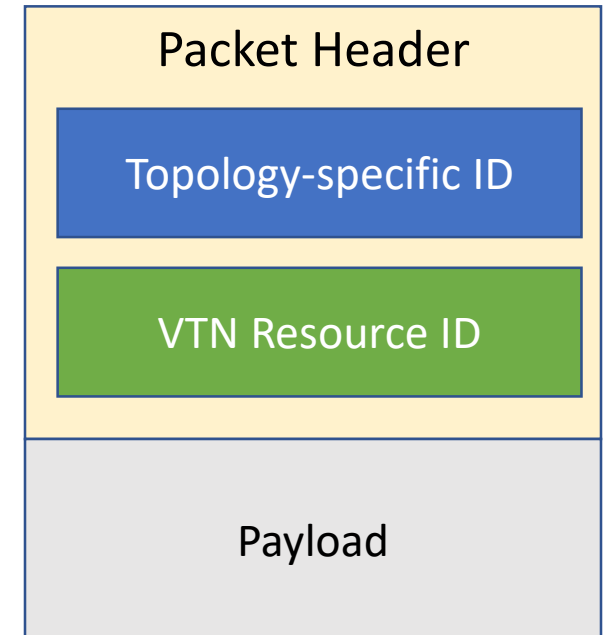 Packet Header
Topology-specific ID
VTN Resource ID
Payload